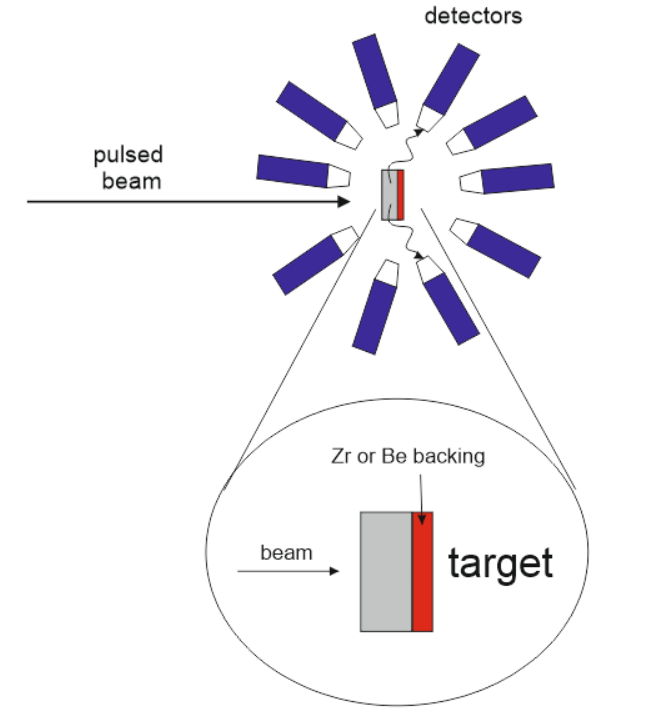 detectors
pulsed
beam
Zr or Be backing
beam
target